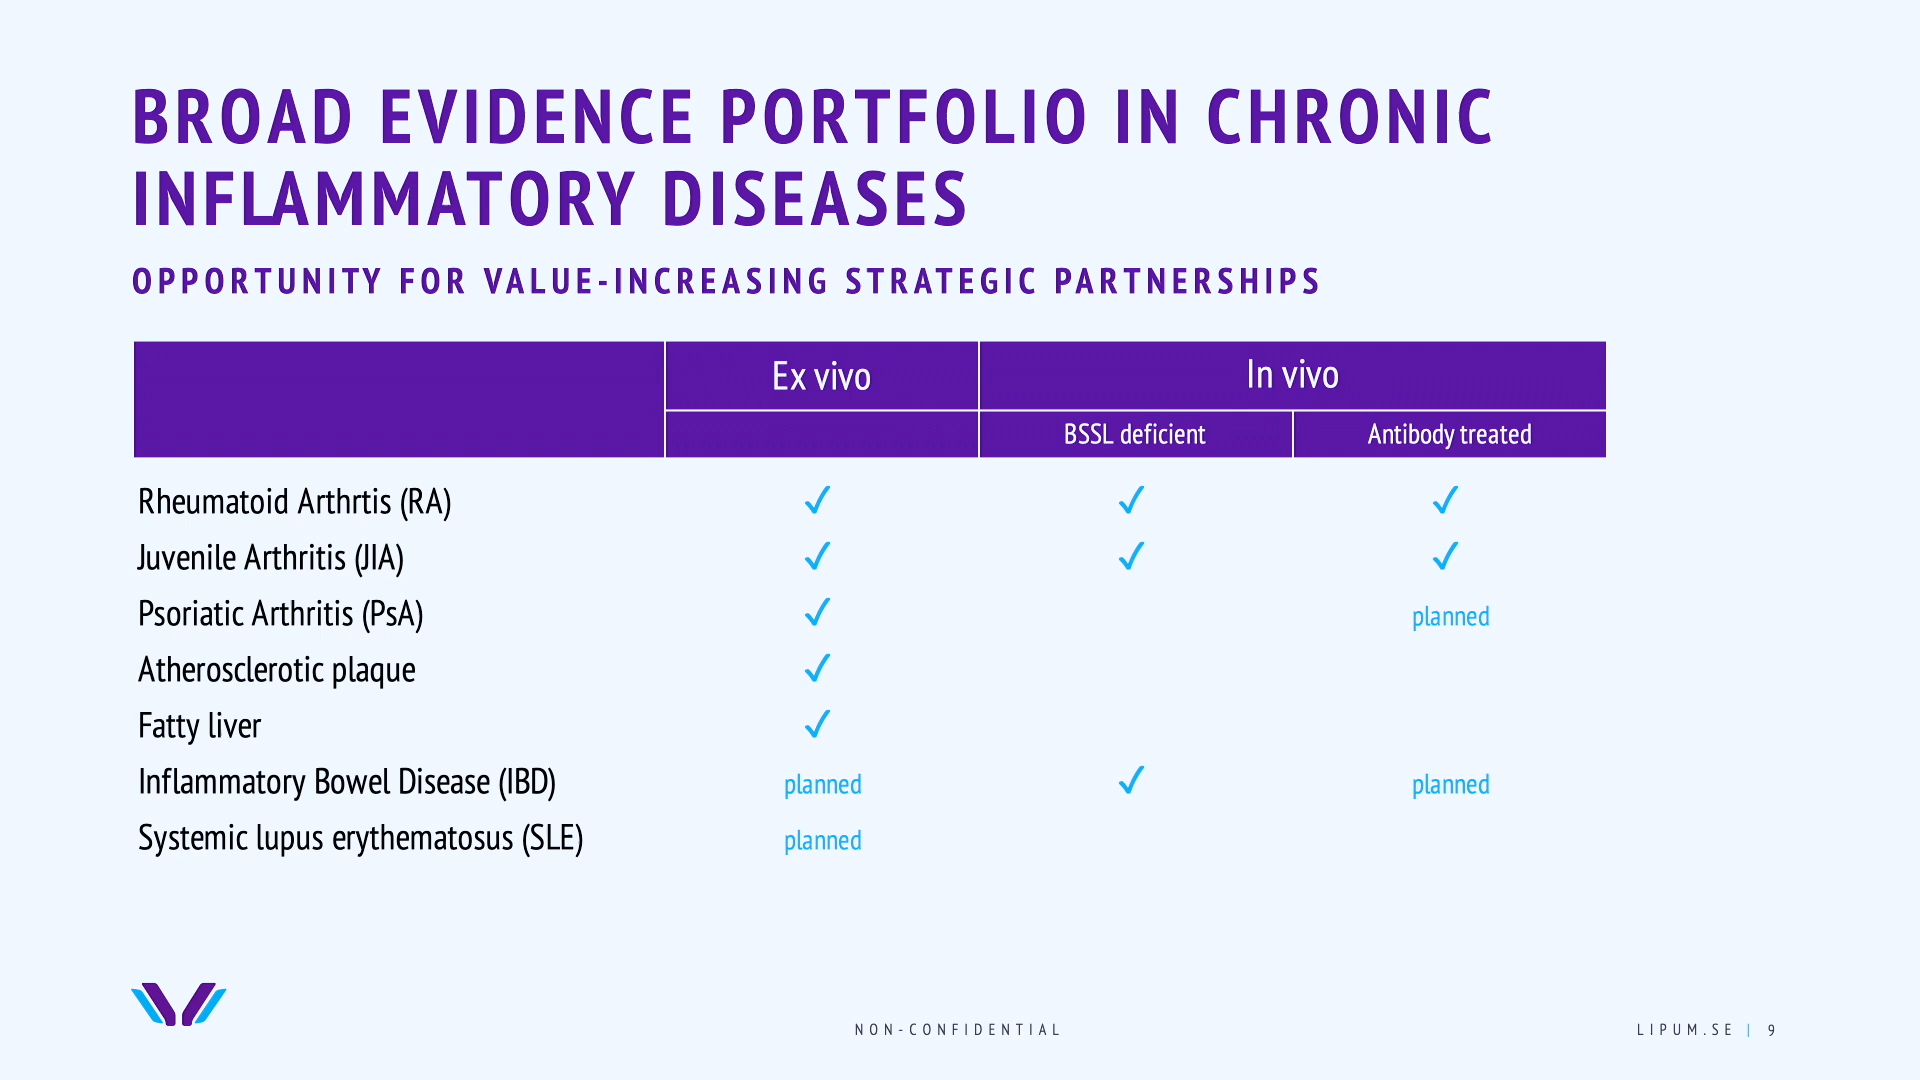 BROAD EVIDENCE PORTFOLIO IN CHRONIC
INFLAMMATORY DISEASES
OPPORTUNITY FOR VALUE-INCREASING STRATEGIC PARTNERSHIPS
Ex vivo In vivo
BSSL deficient Antibody treated
Rheumatoid Arthrtis (RA) ✓ ✓ ✓
Juvenile Arthritis (JIA) ✓ ✓ ✓
Psoriatic Arthritis (PsA) ✓ planned
Atherosclerotic plaque ✓
Fatty liver ✓
Inflammatory Bowel Disease (IBD) planned ✓ planned
Systemic lupus erythematosus (SLE) planned
NON-CONFIDENTIAL
LIPUM.SE | 9